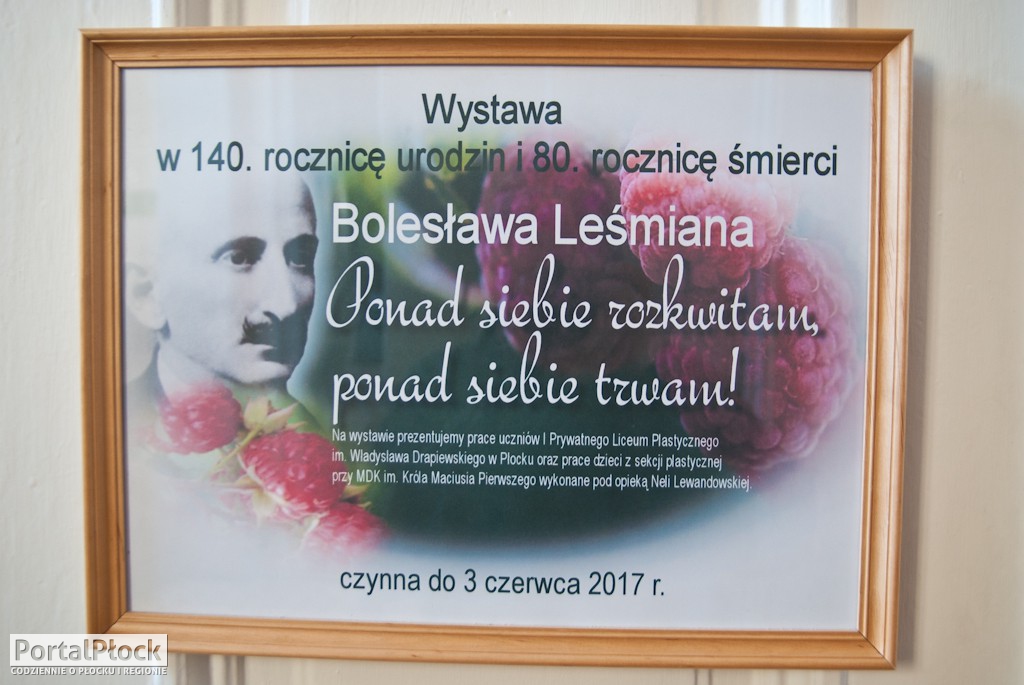 Wystawa
w 140. rocznicę urodzin i 80. rocznicę śmierci
Bolesława Leśmiana
Ponad siebie rozkwitam,
ponad siebie trwam!
Na wystawie prezentujemy prace uczniów I Prywatnego Liceum Plastycznego
im. Władysława Drapiewskiego w Płocku oraz prace dzieci z sekcji plastycznej
przy MDK im. Króla Maciusia Pierwszego wykonane pod opieką Neli Lewandowskiej.
czynna do 3 czerwca 2017 r.
PortalPłock
CODZIENNIE O PŁOCKU I REGIONIE